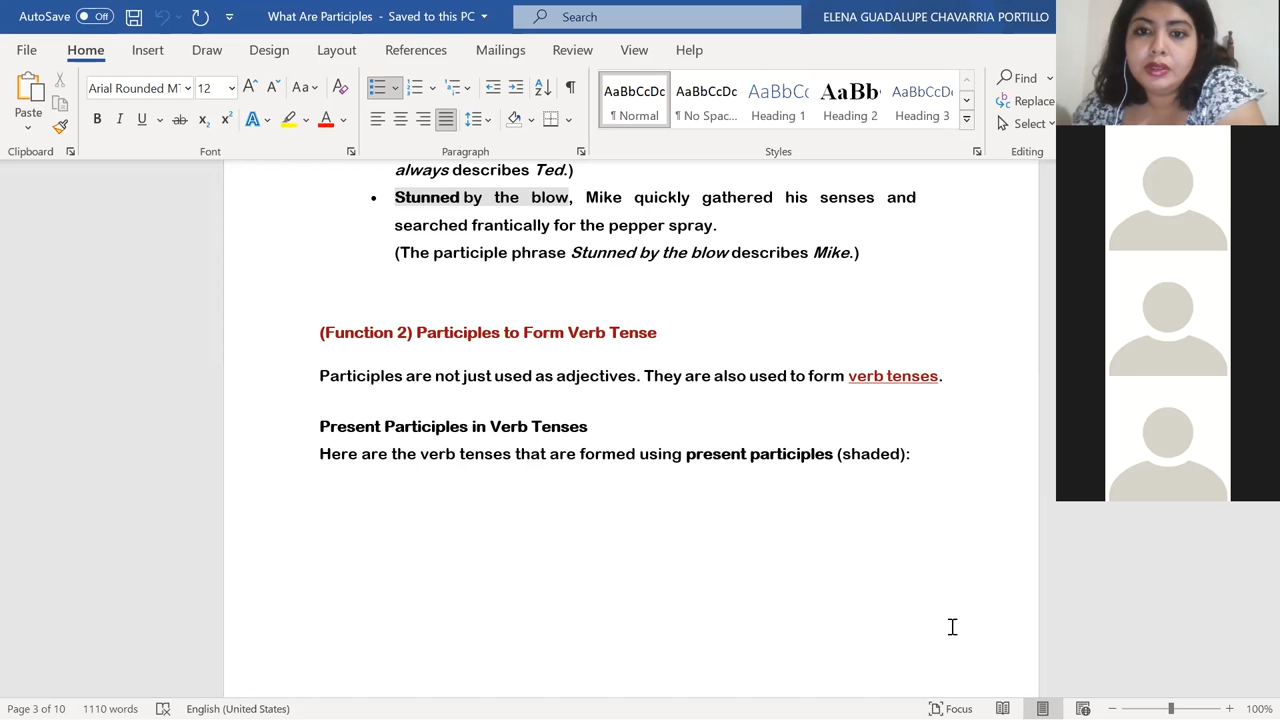 AutoSave Off What Are Participles - Saved to this PC Search ELENA GUADALUPE CHAVARRIA PORTILLO
File Home Insert Draw Design Layout References Mailings Review View Help
Paste Arial Rounded MT 12 Aa AaBbCcDc AaBbCcDc AaBbCc AaBb AaBbCcDc Find
B I U ab x₂ x² A A ¶ Normal ¶ No Spac... Heading 1 Heading 2 Heading 3 Replace
Select
Clipboard Font Paragraph Styles Editing
always describes Ted.)
• Stunned by the blow, Mike quickly gathered his senses and
searched frantically for the pepper spray.
(The participle phrase Stunned by the blow describes Mike.)
(Function 2) Participles to Form Verb Tense
Participles are not just used as adjectives. They are also used to form verb tenses.
Present Participles in Verb Tenses
Here are the verb tenses that are formed using present participles (shaded):
Page 3 of 10 1110 words English (United States) Focus 100%